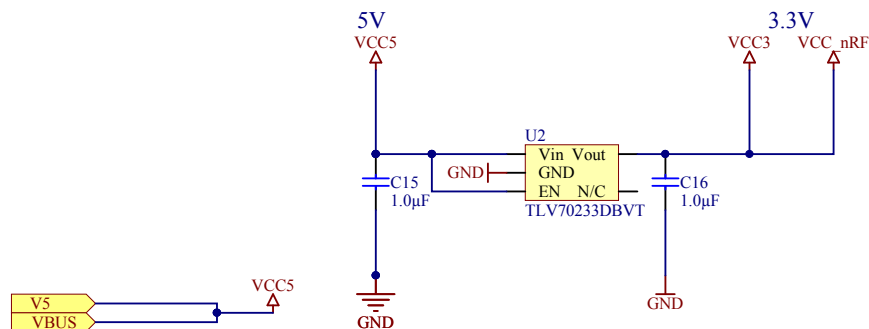 5V
3.3V
VCC5
VCC3
VCC_nRF
U2
Vin Vout
GND
GND
EN N/C
C15
1.0µF
C16
1.0µF
TLV70233DBVT
VCC5
V5
VBUS
GND
GND